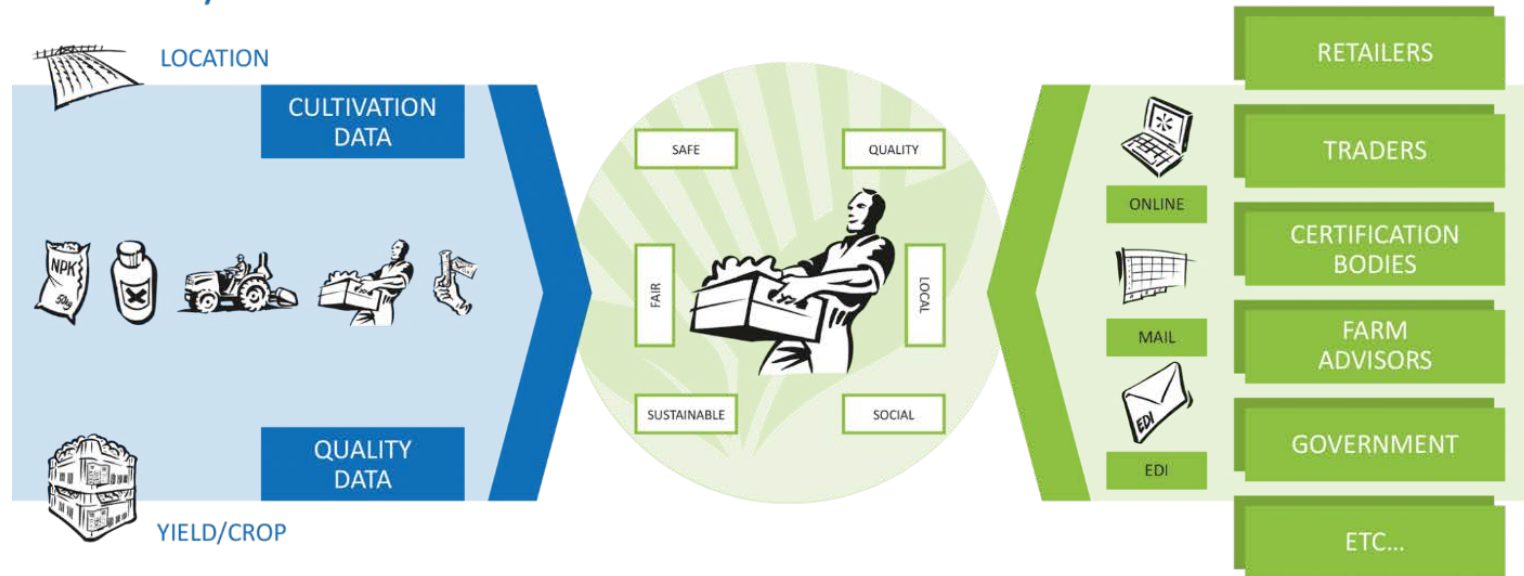 LOCATION
CULTIVATION
DATA
NPK
50kg
QUALITY
DATA
YIELD/CROP
SAFE
QUALITY
FAIR
LOCAL
SUSTAINABLE
SOCIAL
ONLINE
MAIL
EDI
EDI
RETAILERS
TRADERS
CERTIFICATION
BODIES
FARM
ADVISORS
GOVERNMENT
ETC...